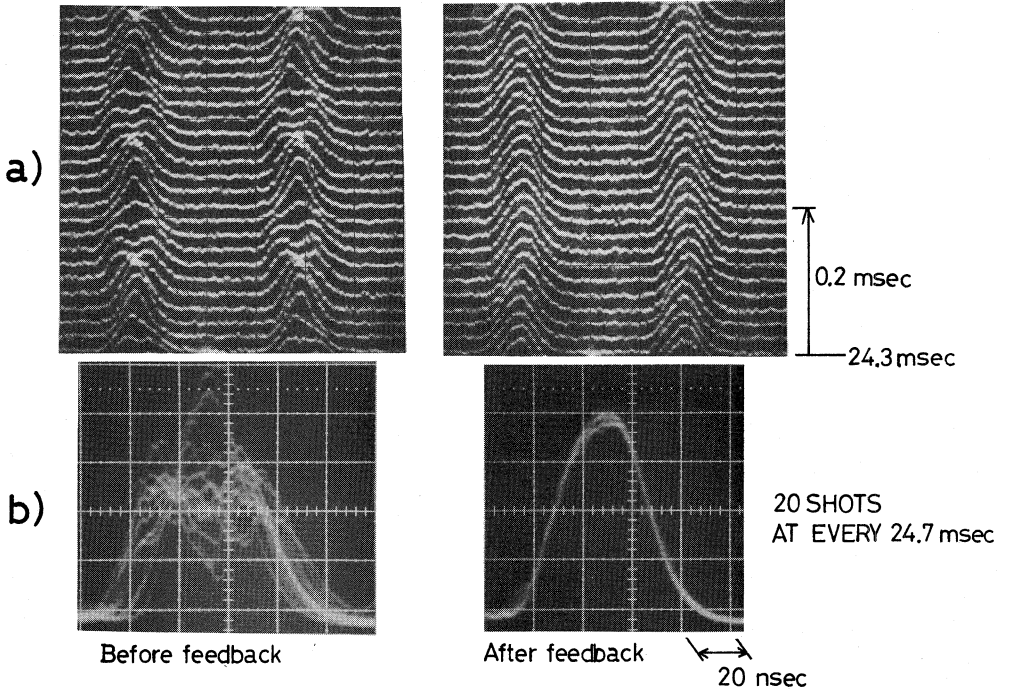 a)
0.2 msec
24.3 msec
b)
20 SHOTS
AT EVERY 24.7 msec
Before feedback
After feedback
20 nsec